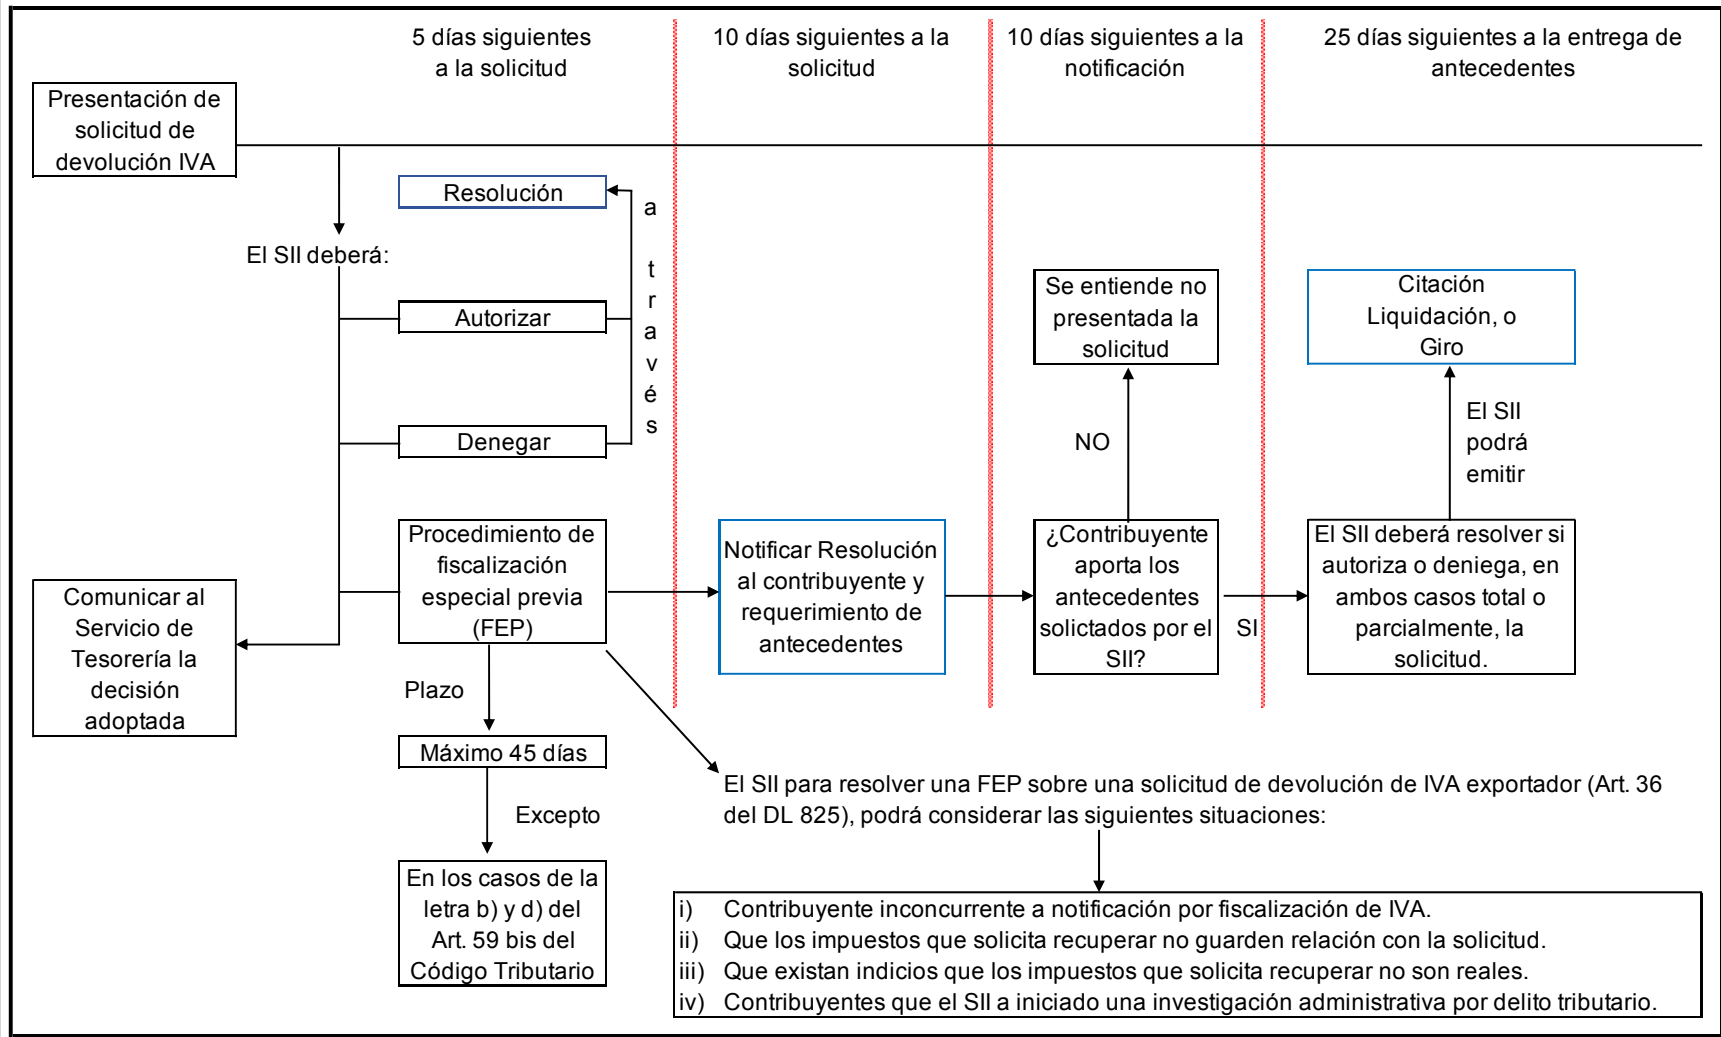 5 días siguientes
a la solicitud
10 días siguientes a la
solicitud
10 días siguientes a la
notificación
25 días siguientes a la entrega de
antecedentes
Presentación de
solicitud de
devolución IVA
Resolución
a través
El SII deberá:
Autorizar
Denegar
Se entiende no
presentada la
solicitud
Citación
Liquidación, o
Giro
NO
El SII
podrá
emitir
Procedimiento de
fiscalización
especial previa
(FEP)
Notificar Resolución
al contribuyente y
requerimiento de
antecedentes
¿Contribuyente
aporta los
antecedentes
solictados por el
SII?
SI
El SII deberá resolver si
autoriza o deniega, en
ambos casos total o
parcialmente, la
solicitud.
Comunicar al
Servicio de
Tesorería la
decisión
adoptada
Plazo
Máximo 45 días
Excepto
En los casos de la
letra b) y d) del
Art. 59 bis del
Código Tributario
El SII para resolver una FEP sobre una solicitud de devolución de IVA exportador (Art. 36
del DL 825), podrá considerar las siguientes situaciones:
i) Contribuyente inconcurrente a notificación por fiscalización de IVA.
ii) Que los impuestos que solicita recuperar no guarden relación con la solicitud.
iii) Que existan indicios que los impuestos que solicita recuperar no son reales.
iv) Contribuyentes que el SII a iniciado una investigación administrativa por delito tributario.